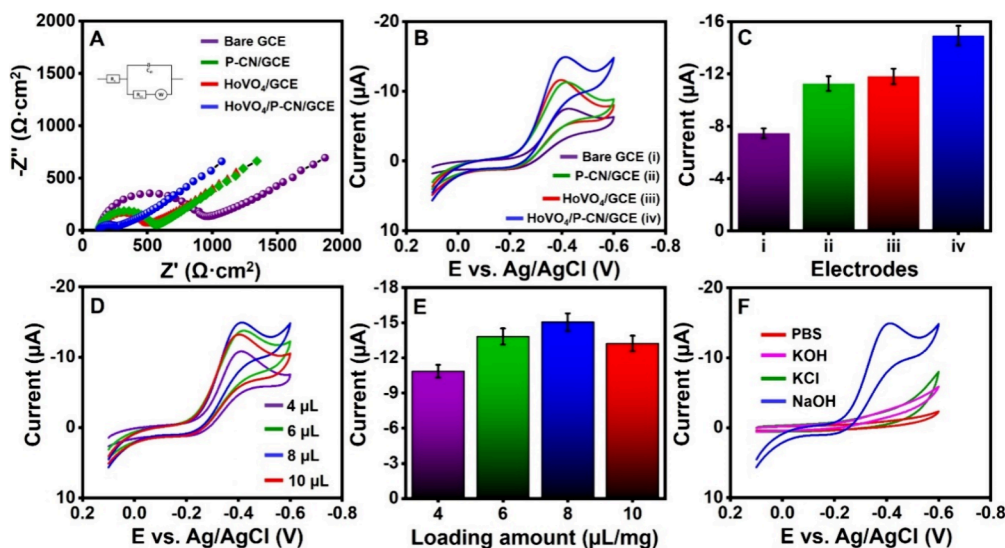 A
Bare GCE
P-CN/GCE
HoVO₄/GCE
HoVO₄/P-CN/GCE
2000
1500
1000
500
0
-Z'' (Ω·cm²)
0 500 1000 1500 2000
Z' (Ω·cm²)
B
-20
-10
0
10
Current (µA)
Bare GCE (i)
P-CN/GCE (ii)
HoVO₄/GCE (iii)
HoVO₄/P-CN/GCE (iv)
0.2 0.0 -0.2 -0.4 -0.6 -0.8
E vs. Ag/AgCl (V)
C
-16
-12
-8
-4
0
Current (µA)
i ii iii iv
Electrodes
D
-20
-10
0
10
Current (µA)
4 µL
6 µL
8 µL
10 µL
0.2 0.0 -0.2 -0.4 -0.6 -0.8
E vs. Ag/AgCl (V)
E
-18
-15
-12
-9
-6
-3
0
Current (µA)
4 6 8 10
Loading amount (µL/mg)
F
-20
-10
0
10
Current (µA)
PBS
KOH
KCl
NaOH
0.2 0.0 -0.2 -0.4 -0.6 -0.8
E vs. Ag/AgCl (V)